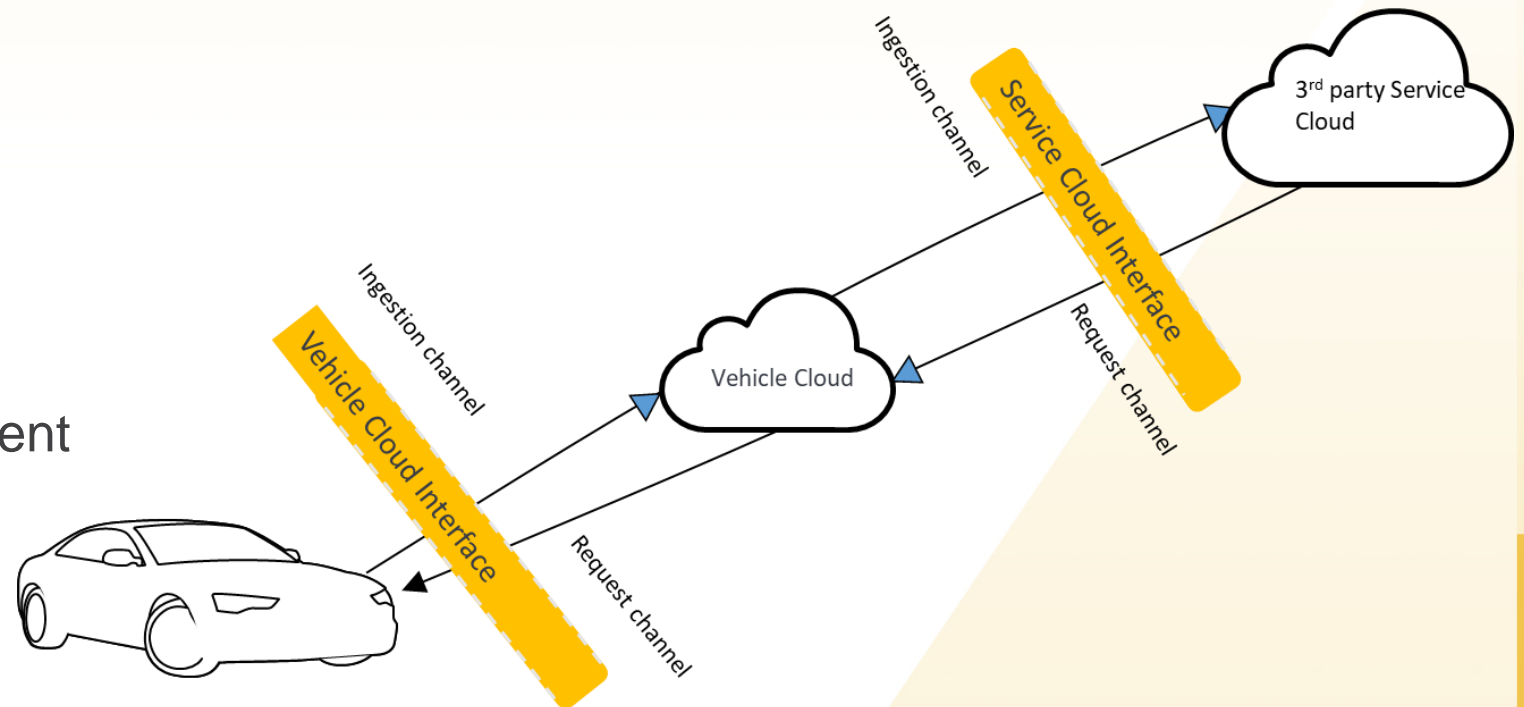 Ingestion channel
Service Cloud Interface
3rd party Service
Cloud
Ingestion channel
Vehicle Cloud Interface
Vehicle Cloud
Request channel
ent
Request channel